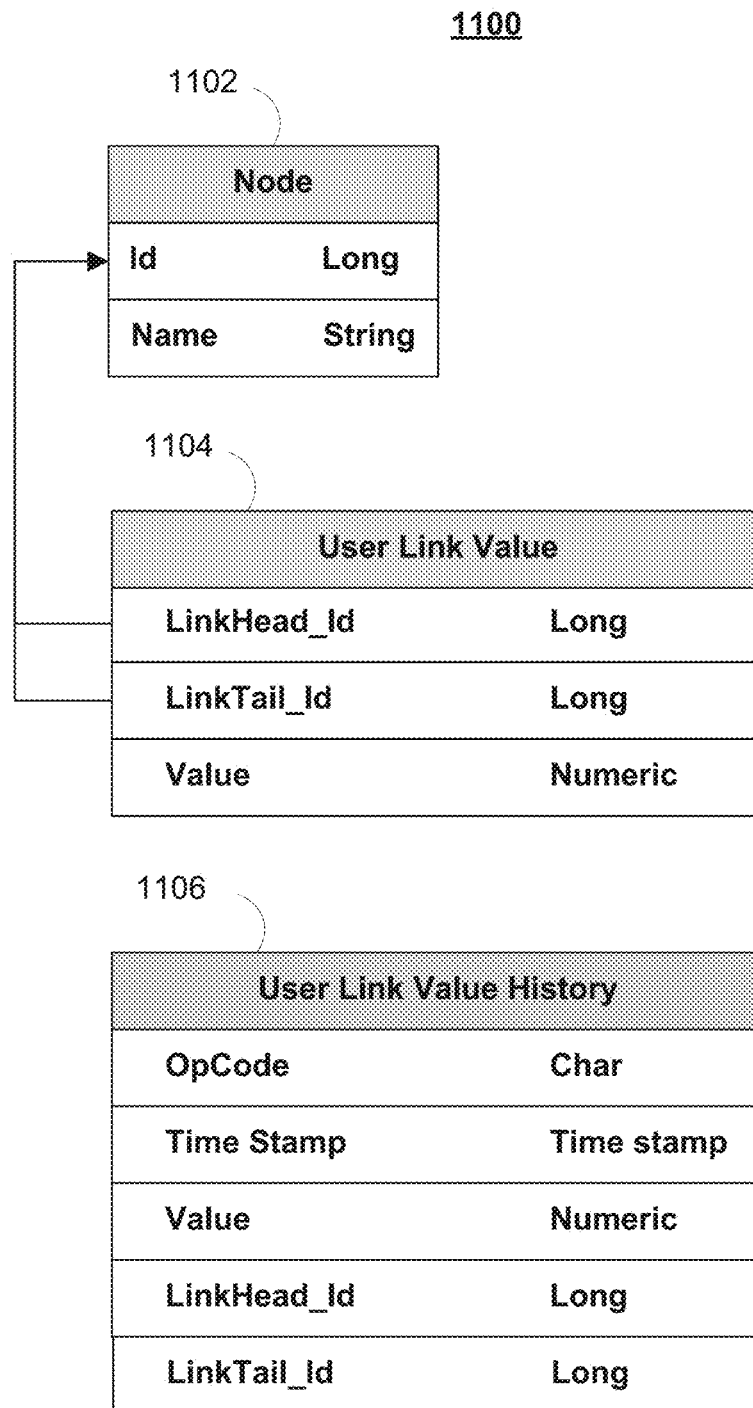 1100
1102
Node
Id Long
Name String
1104
User Link Value
LinkHead_Id Long
LinkTail_Id Long
Value Numeric
1106
User Link Value History
OpCode Char
Time Stamp Time stamp
Value Numeric
LinkHead_Id Long
LinkTail_Id Long